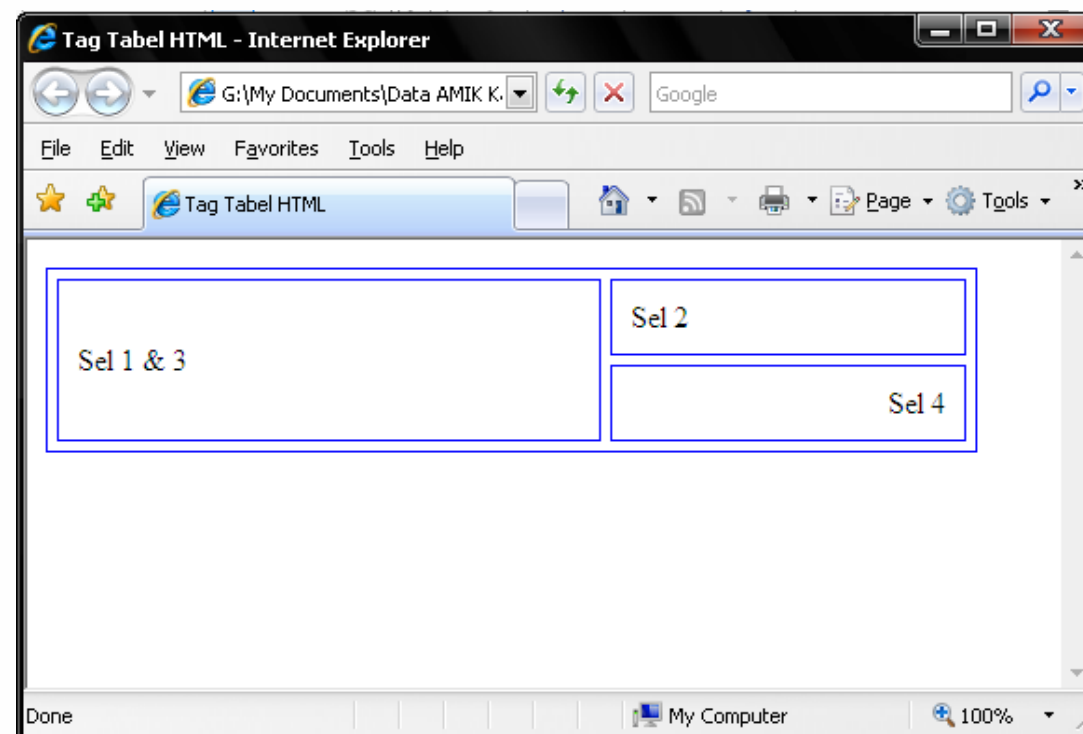 Tag Tabel HTML - Internet Explorer
G:\My Documents\Data AMIK K
Google
File Edit View Favorites Tools Help
Tag Tabel HTML
Page Tools
Sel 1 & 3
Sel 2
Sel 4
Done
My Computer
100%